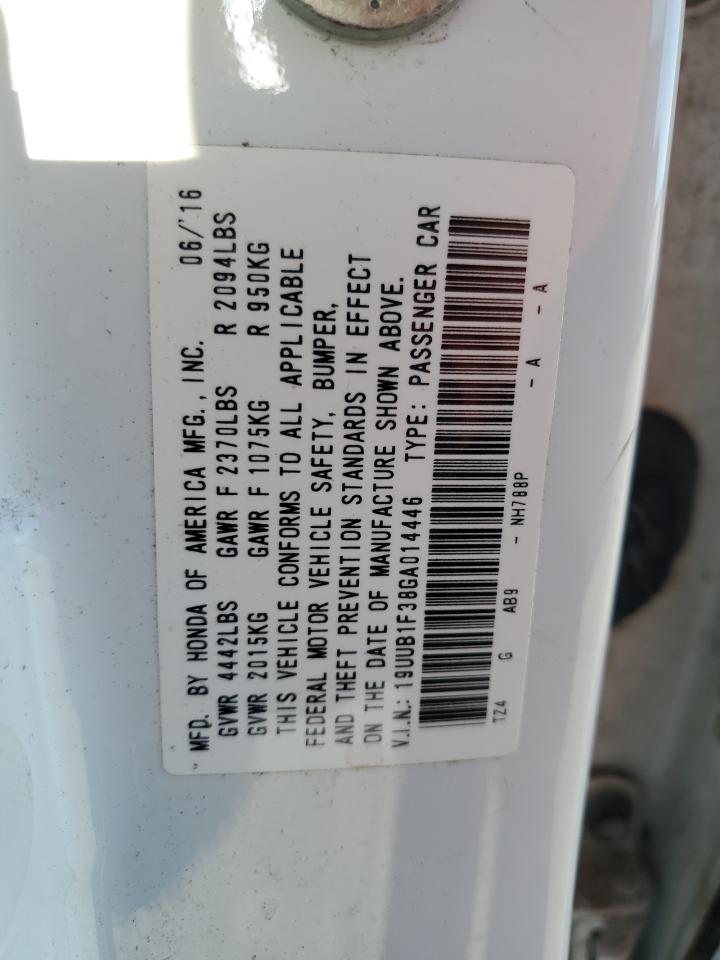 MFD. BY HONDA OF AMERICA MFG., INC. 06/'16
GVWR 4442LBS GAWR F 2370LBS R 2094LBS
GVWR 2015KG GAWR F 1075KG R 950KG
THIS VEHICLE CONFORMS TO ALL APPLICABLE
FEDERAL MOTOR VEHICLE SAFETY, BUMPER,
AND THEFT PREVENTION STANDARDS IN EFFECT
ON THE DATE OF MANUFACTURE SHOWN ABOVE.
V.I.N.: 19UUB1F38GA014446 TYPE: PASSENGER CAR
TZ4 G AB9 - NH788P - A - A